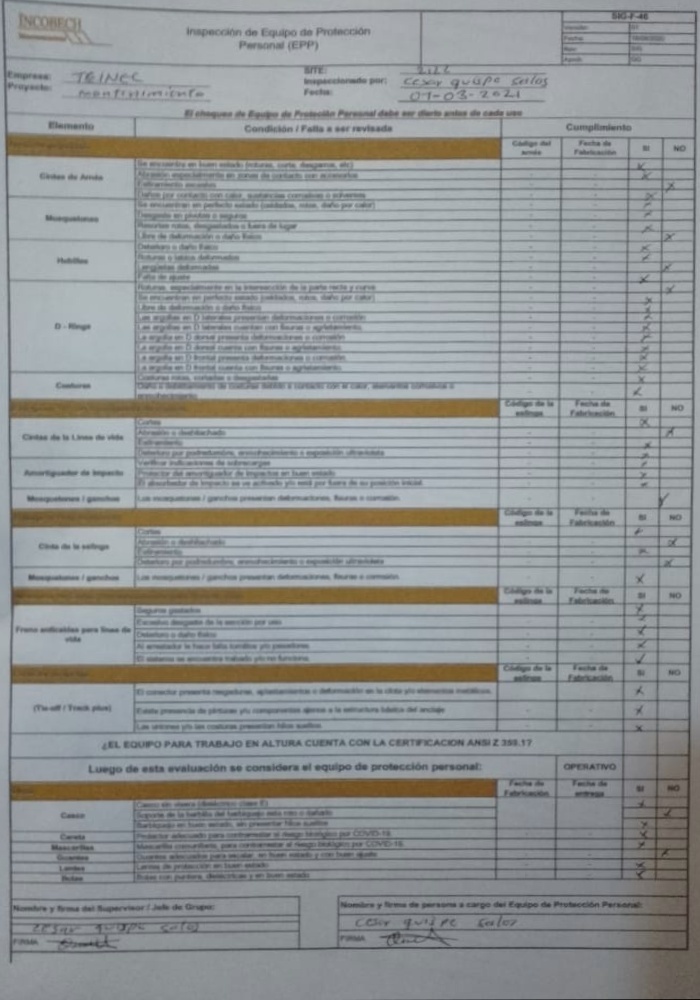 INCOBECH
Inspección de Equipo de Protección
Personal (EPP)
SIG-F-46
Fecha
Empresa: TEINCC
SITE:
Proyecto: mantinimiento
Inspeccionado por: Cesar quispe
Fecha: 01-03-2021
El chequeo de Equipo de Protección Personal debe ser diario antes de cada uso
Elemento Condición / Falla a ser revisada Cumplimiento
Código del arnés Fecha de Fabricación SI NO
Cintas de Arnés
Se encuentra en buen estado (roturas, corte, desgarros, etc)
Abrasión especialmente en zonas de contacto con accesorios
Estiramiento excesivo
Daños por contacto con calor, sustancias corrosivas o solventes
Mosquetones
Se encuentran en perfecto estado (oxidados, rotos, daño por calor)
Desgaste en pivotes o seguros
Resortes rotos, desgastados o fuera de lugar
Libre de deformación o daño físico
Hebillas
Deterioro o daño físico
deformados
Lengüetas deformadas
Falta de ajuste
D - Rings
Roturas, especialmente en la intersección de la parte recta y curva
Se encuentran en perfecto estado (oxidados, rotos, daño por calor)
Libre de deformación o daño físico
Las argollas en D laterales presentan deformaciones o corrosión
Las argollas en D laterales cuentan con fisuras o agrietamiento.
La argolla en D dorsal presenta deformaciones o corrosión
La argolla en D dorsal cuenta con fisuras o agrietamiento.
La argolla en D frontal presenta deformaciones o corrosión.
La argolla en D frontal cuenta con fisuras o agrietamiento.
Costuras
Costuras rotas, cortadas o desgastadas
Daño o debilitamiento de costuras debido a contacto con el calor, elementos corrosivos o
enmohecimiento
Código de la eslinga Fecha de Fabricación SI NO
Cintas de la Línea de vida
Cortes
Abrasión o deshilachado
Estiramiento
Deterioro por podredumbre, enmohecimiento o exposición ultravioleta
Amortiguador de Impacto
Verificar indicaciones de sobrecargas
Protector del amortiguador de impactos en buen estado
El absorbedor de impacto se ve activado y/o está por fuera de su posición inicial.
Mosquetones / ganchos
Los mosquetones / ganchos presentan deformaciones, fisuras o corrosión.
Código de la eslinga Fecha de Fabricación SI NO
Cinta de la eslinga
Cortes
Abrasión o deshilachado
Estiramiento
Deterioro por podredumbre, enmohecimiento o exposición ultravioleta
Mosquetones / ganchos
Los mosquetones / ganchos presentan deformaciones, fisuras o corrosión.
Código de la eslinga Fecha de Fabricación SI NO
Freno anticaídas para línea de vida
Seguros gastados
Excesivo desgaste de la sección por uso
Deterioro o daño físico
Al arrestador le hace falta tornillos y/o pasadores.
El sistema se encuentra trabado y/o no funciona.
Código de la eslinga Fecha de Fabricación SI NO
(Tie-off / Track plus)
El conector presenta rasgaduras, aplastamientos o deformación en la cinta y/o elementos metálicos.
Existe presencia de pinturas y/o componentes ajenos a la estructura básica del anclaje
Las uniones y/o las costuras presentan hilos sueltos.
¿EL EQUIPO PARA TRABAJO EN ALTURA CUENTA CON LA CERTIFICACION ANSI Z 359.1?
Luego de esta evaluación se considera el equipo de protección personal: OPERATIVO
Fecha de Fabricación Fecha de entrega SI NO
Casco
Casco sin visera (dieléctrico clase E)
Soporte de la barbilla del barbiquejo esta roto o dañado
Barbiquejo en buen estado, sin presentar hilos sueltos
Careta Protector adecuado para contrarrestar el riesgo biológico por COVID-19.
Mascarillas Mascarilla comunitaria, para contrarrestar el riesgo biológico por COVID-19.
Guantes Guantes adecuados para escalar, en buen estado y con buen ajuste
Lentes Lentes de protección en buen estado
Botas Botas con puntera, dieléctricas y en buen estado
Nombre y firma del Supervisor / Jefe de Grupo:
Cesar quispe
FIRMA
Nombre y firma de persona a cargo del Equipo de Protección Personal:
Cesar quispe
FIRMA